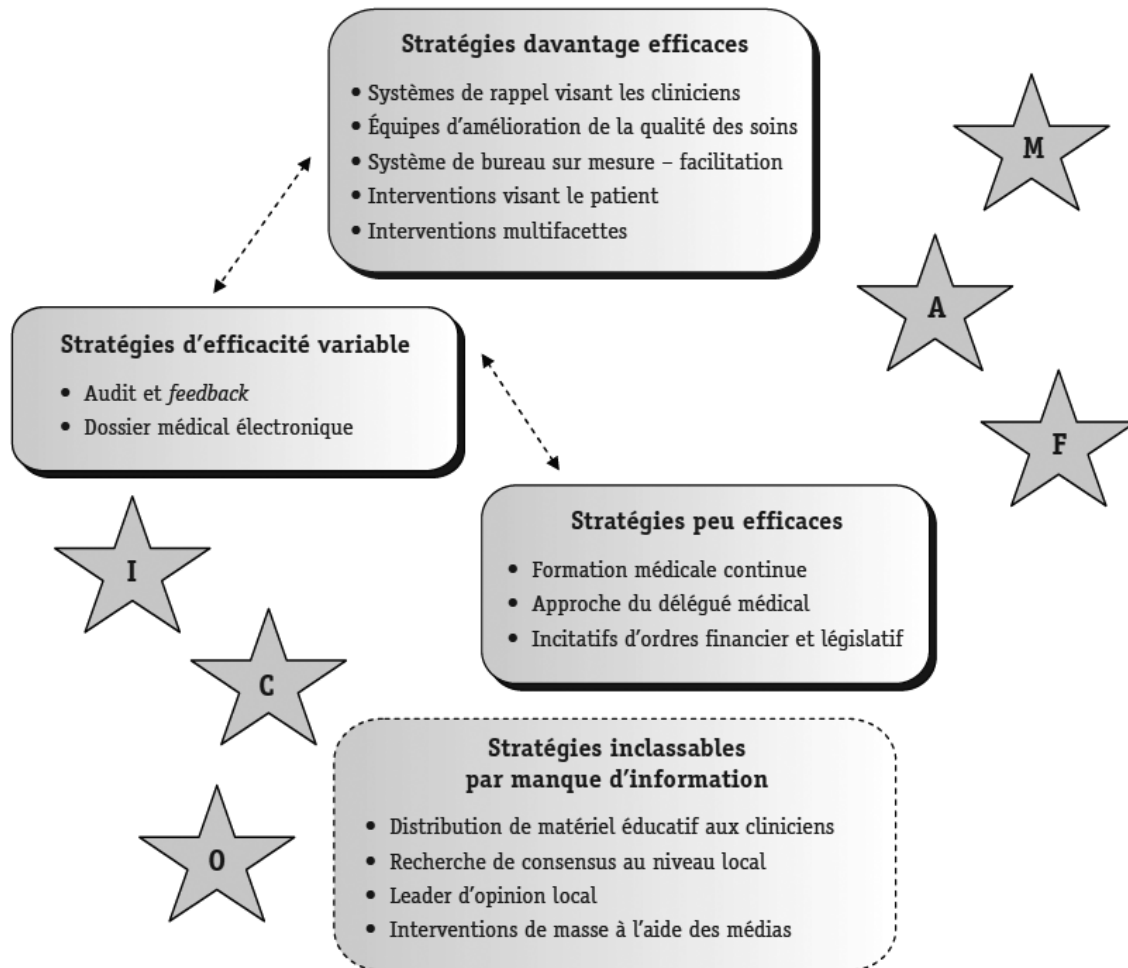 Stratégies davantage efficaces
• Systèmes de rappel visant les cliniciens
• Équipes d'amélioration de la qualité des soins
• Système de bureau sur mesure – facilitation
• Interventions visant le patient
• Interventions multifacettes
M
A
F
Stratégies d'efficacité variable
• Audit et feedback
• Dossier médical électronique
Stratégies peu efficaces
• Formation médicale continue
• Approche du délégué médical
• Incitatifs d'ordres financier et législatif
I
C
O
Stratégies inclassables
par manque d'information
• Distribution de matériel éducatif aux cliniciens
• Recherche de consensus au niveau local
• Leader d'opinion local
• Interventions de masse à l'aide des médias